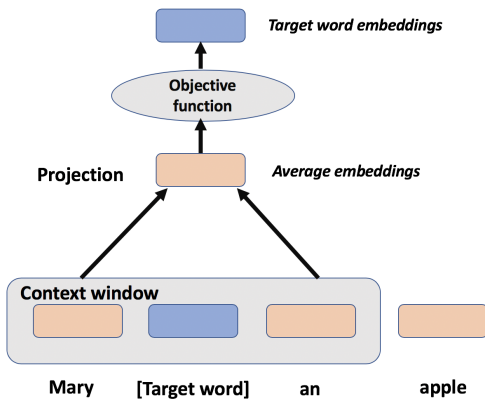 Target word embeddings
Objective
function
Projection
Average embeddings
Context window
Mary
[Target word]
an
apple